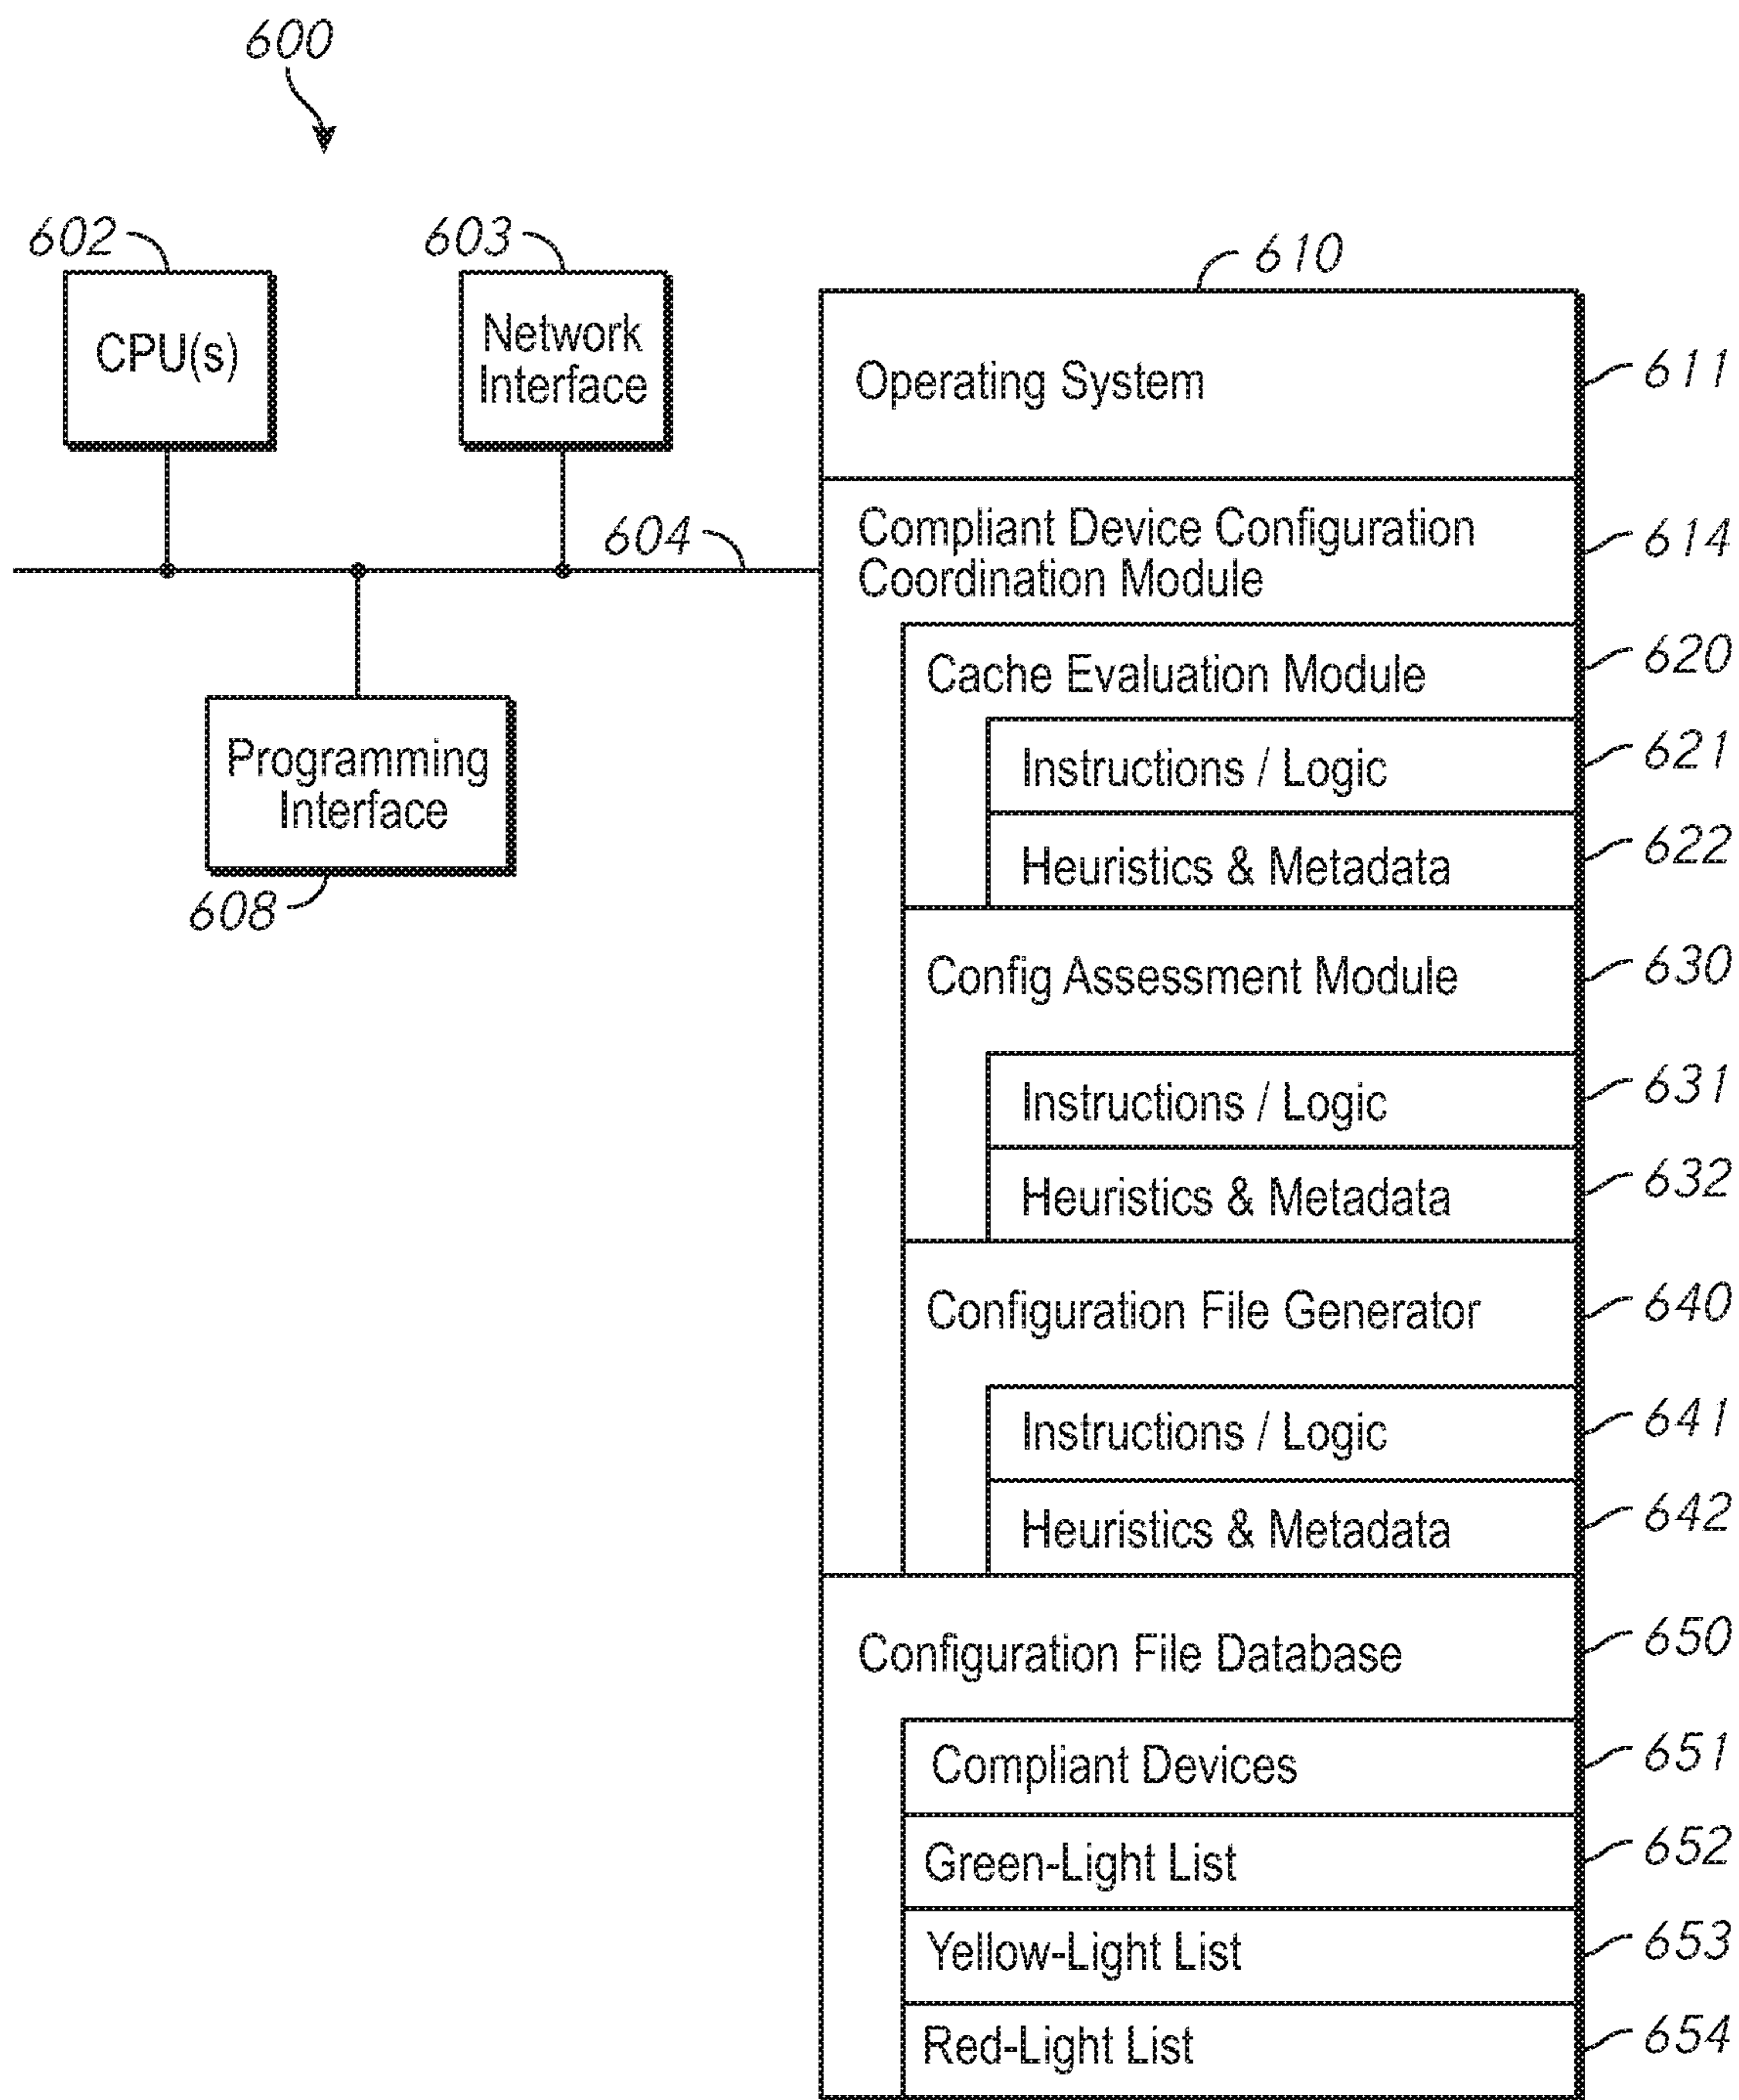 600
602
603
610
CPU(s)
Network
Interface
Operating System
611
604
Compliant Device Configuration
Coordination Module
614
Programming
Interface
608
Cache Evaluation Module
620
Instructions / Logic
621
Heuristics & Metadata
622
Config Assessment Module
630
Instructions / Logic
631
Heuristics & Metadata
632
Configuration File Generator
640
Instructions / Logic
641
Heuristics & Metadata
642
Configuration File Database
650
Compliant Devices
651
Green-Light List
652
Yellow-Light List
653
Red-Light List
654